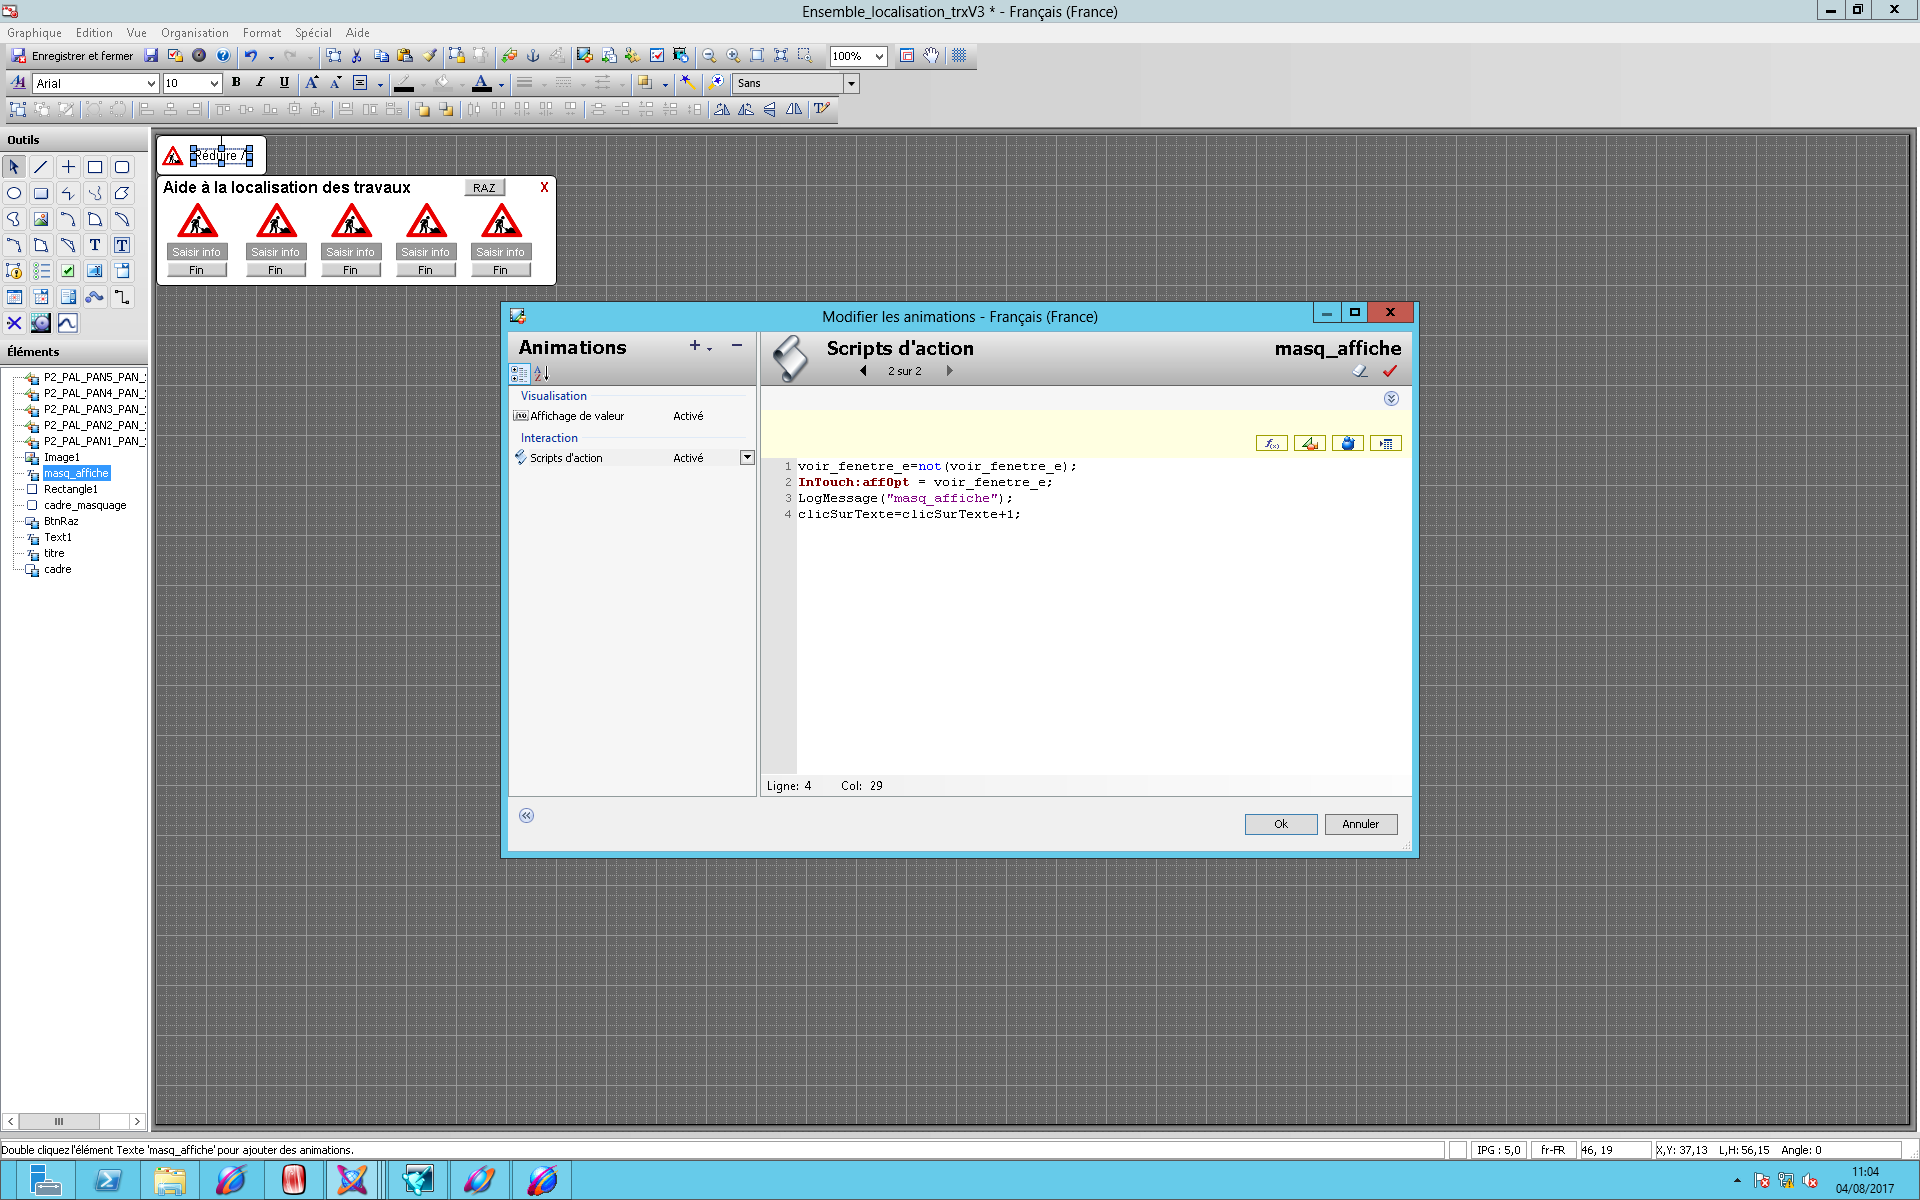 Ensemble_localisation_trxV3 * - Français (France)
Graphique Edition Vue Organisation Format Spécial Aide
Enregistrer et fermer 100%
Arial 10 B I U A A A Sans
Outils
Réduire /
Aide à la localisation des travaux RAZ X
Saisir info Saisir info Saisir info Saisir info Saisir info
Fin Fin Fin Fin Fin
T T
Éléments
P2_PAL_PAN5_PAN_
P2_PAL_PAN4_PAN_
P2_PAL_PAN3_PAN_
P2_PAL_PAN2_PAN_
P2_PAL_PAN1_PAN_
Image1
masq_affiche
Rectangle1
cadre_masquage
BtnRaz
Text1
titre
cadre
Modifier les animations - Français (France)
Animations
Visualisation
Affichage de valeur Activé
Interaction
Scripts d'action Activé
Scripts d'action masq_affiche
2 sur 2
f(x)
1 voir_fenetre_e=not(voir_fenetre_e);
2 InTouch:affOpt = voir_fenetre_e;
3 LogMessage("masq_affiche");
4 clicSurTexte=clicSurTexte+1;
Ligne: 4 Col: 29
Ok Annuler
Double cliquez l'élément Texte 'masq_affiche' pour ajouter des animations. IPG : 5,0 fr-FR 46, 19 X,Y: 37,13 L,H: 56,15 Angle: 0
11:04
04/08/2017